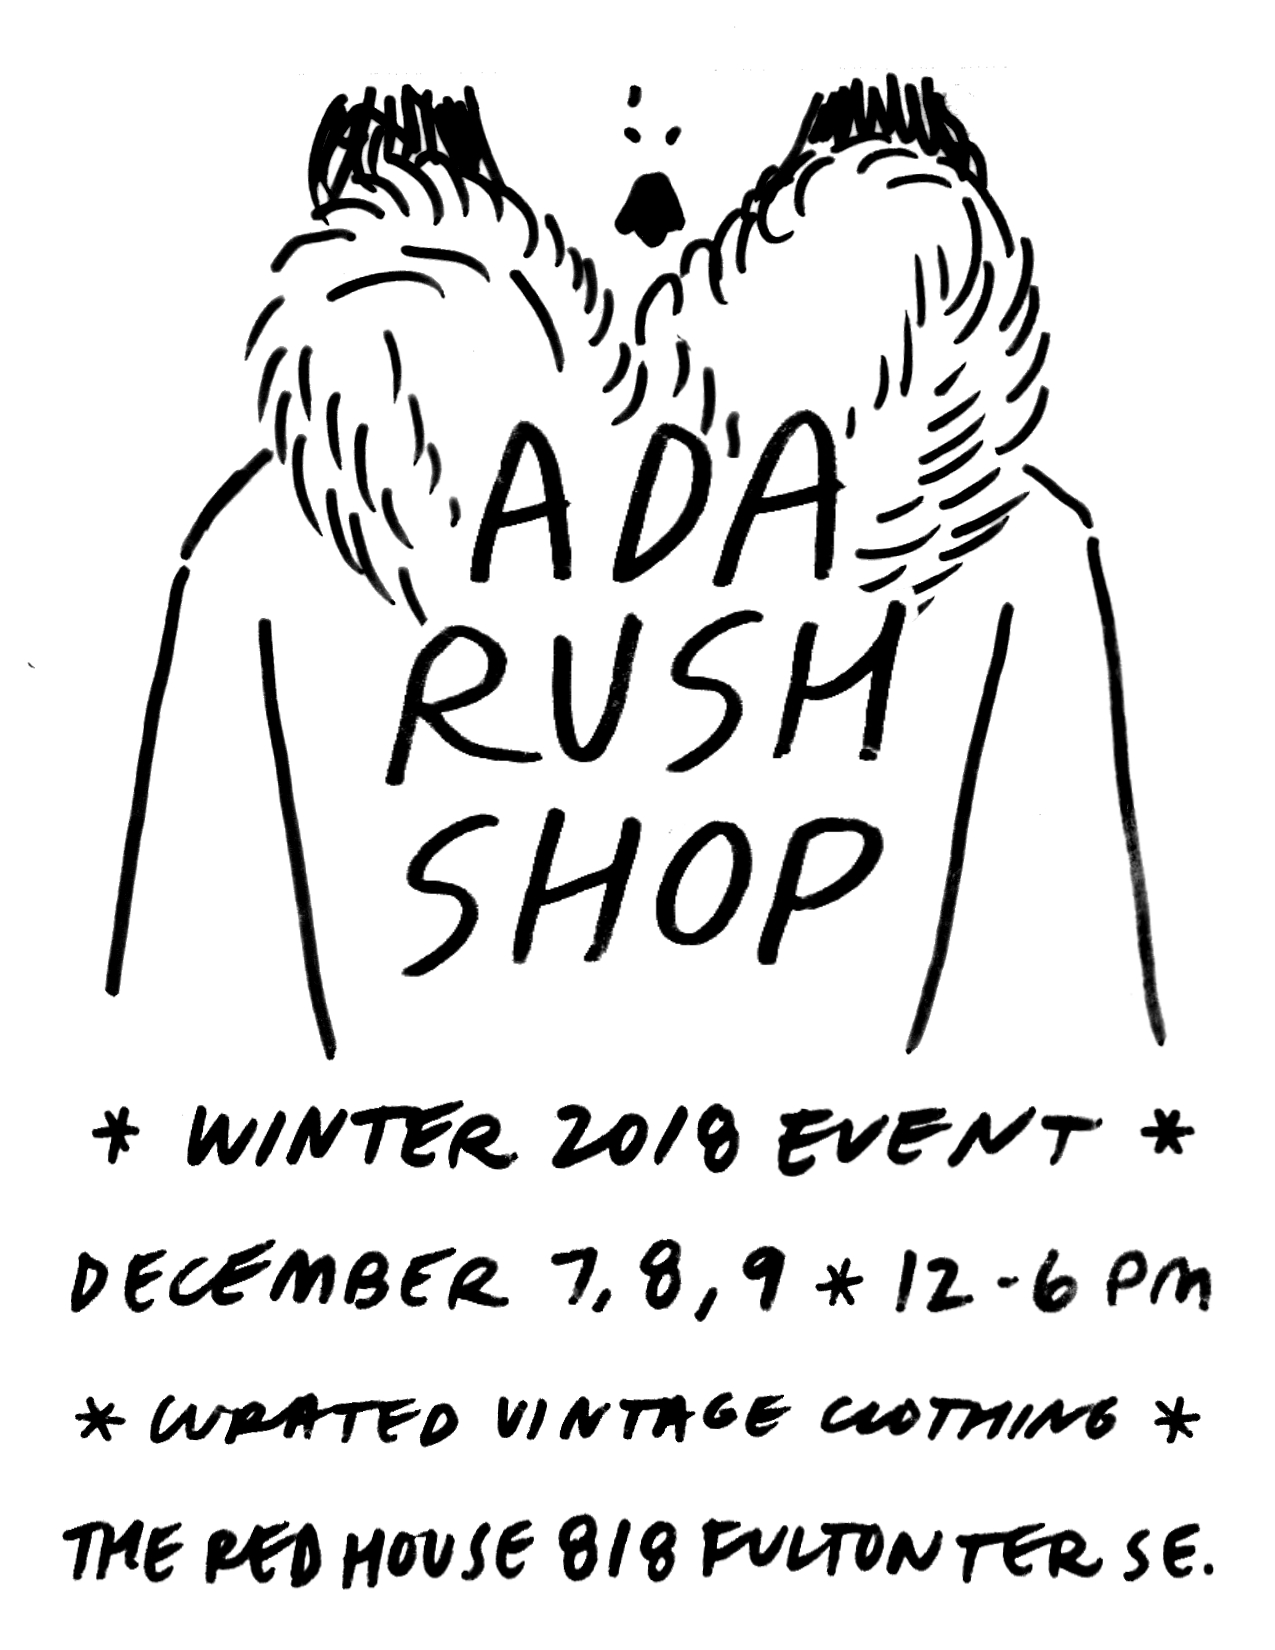 ADA
RUSH
SHOP
* WINTER 2018 EVENT *
DECEMBER 7, 8, 9 * 12-6 PM
* CURATED VINTAGE CLOTHING *
THE RED HOUSE 818 FULTON TER SE.